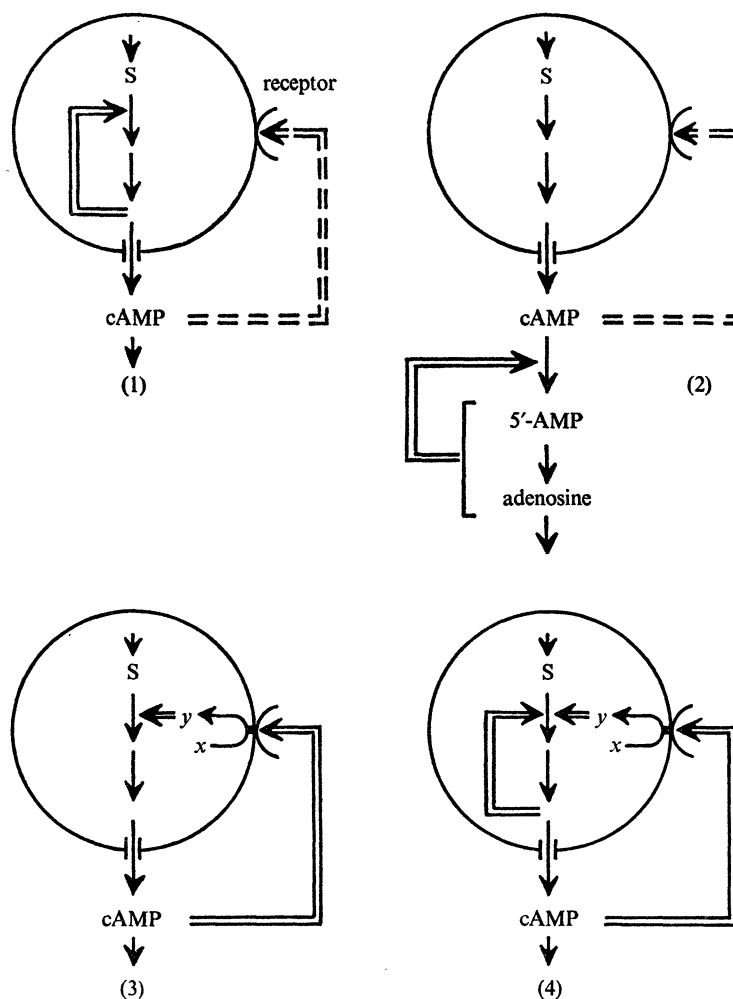 S
receptor
cAMP
(1)
S
cAMP
(2)
5′-AMP
adenosine
S
y
x
cAMP
(3)
S
y
x
cAMP
(4)